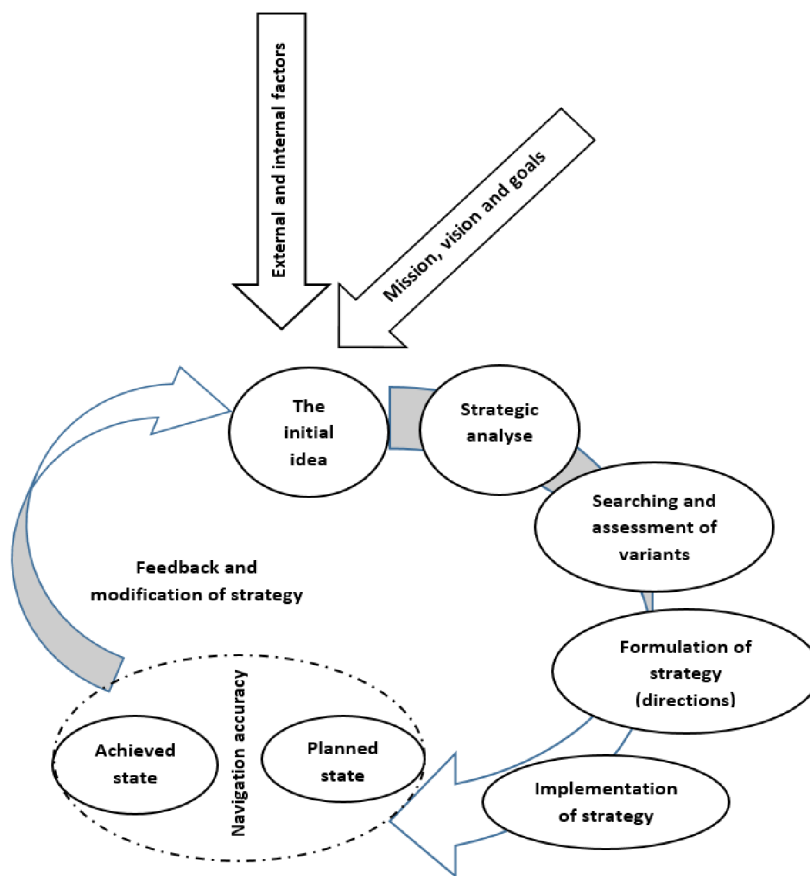 External and internal factors
Mission, vision and goals
The
initial
idea
Strategic
analyse
Searching and
assessment of
variants
Feedback and
modification of strategy
Formulation of
strategy
(directions)
Navigation accuracy
Achieved
state
Planned
state
Implementation
of strategy